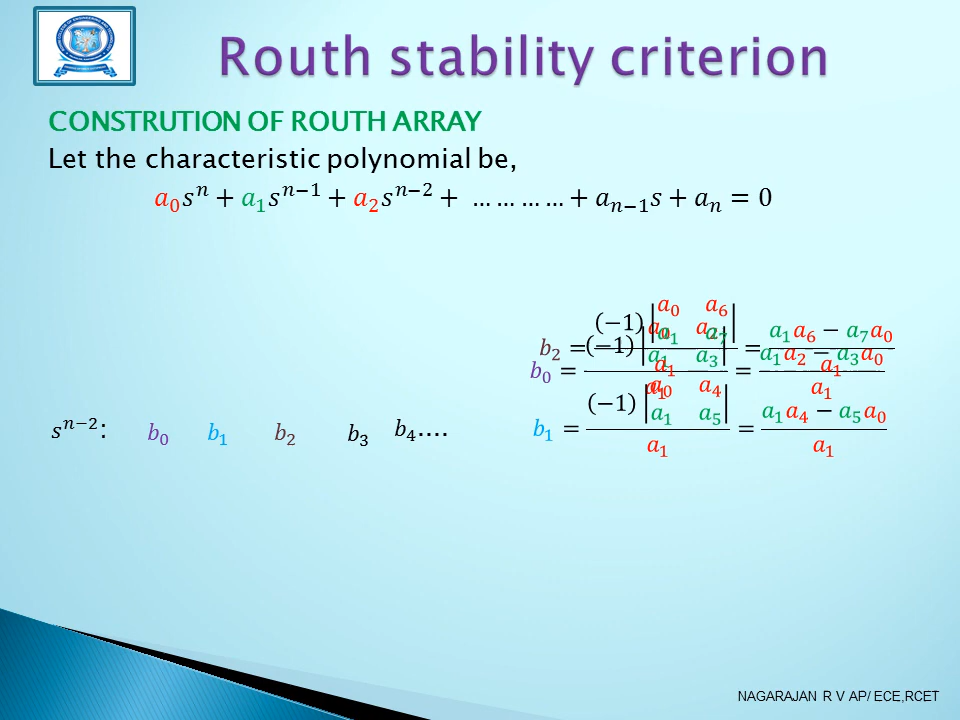 Routh stability criterion
CONSTRUTION OF ROUTH ARRAY
Let the characteristic polynomial be,
a₀sⁿ + a₁sⁿ⁻¹ + a₂sⁿ⁻² + … … … … + aₙ₋₁s + aₙ = 0
b₂ = (−1) |a₀ a₆; a₁ a₇| / a₁ = (a₁a₆ − a₇a₀) / a₁
b₀ = (−1) |a₀ a₂; a₁ a₃| / a₁ = (a₁a₂ − a₃a₀) / a₁
b₁ = (−1) |a₀ a₄; a₁ a₅| / a₁ = (a₁a₄ − a₅a₀) / a₁
sⁿ⁻²: b₀ b₁ b₂ b₃ b₄....
NAGARAJAN R V AP/ ECE,RCET